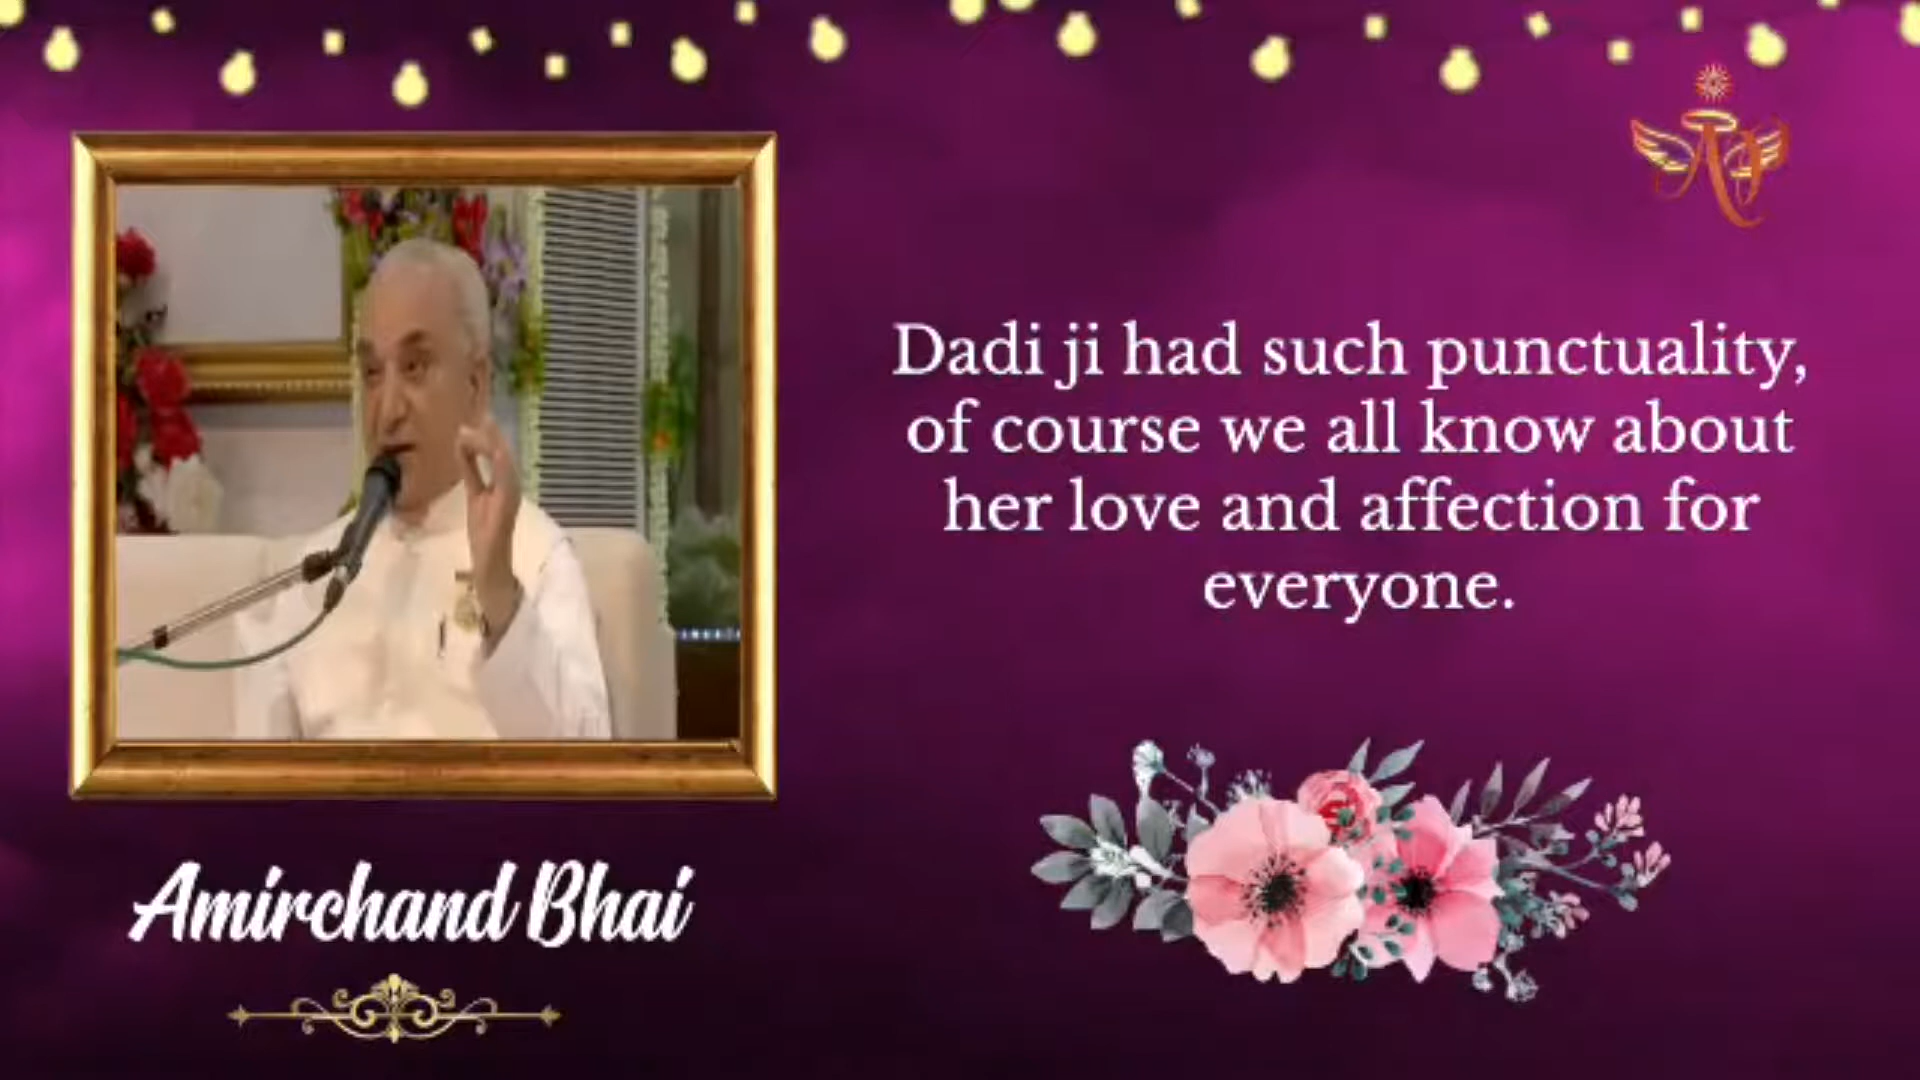 Dadi ji had such punctuality,
of course we all know about
her love and affection for
everyone.
Amirchand Bhai